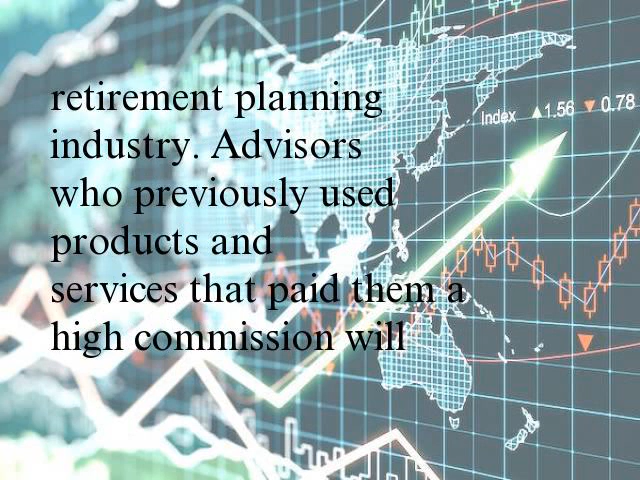 retirement planning
industry. Advisors
who previously used
products and
services that paid them a
high commission will
Index ▲1.56 ▼0.78